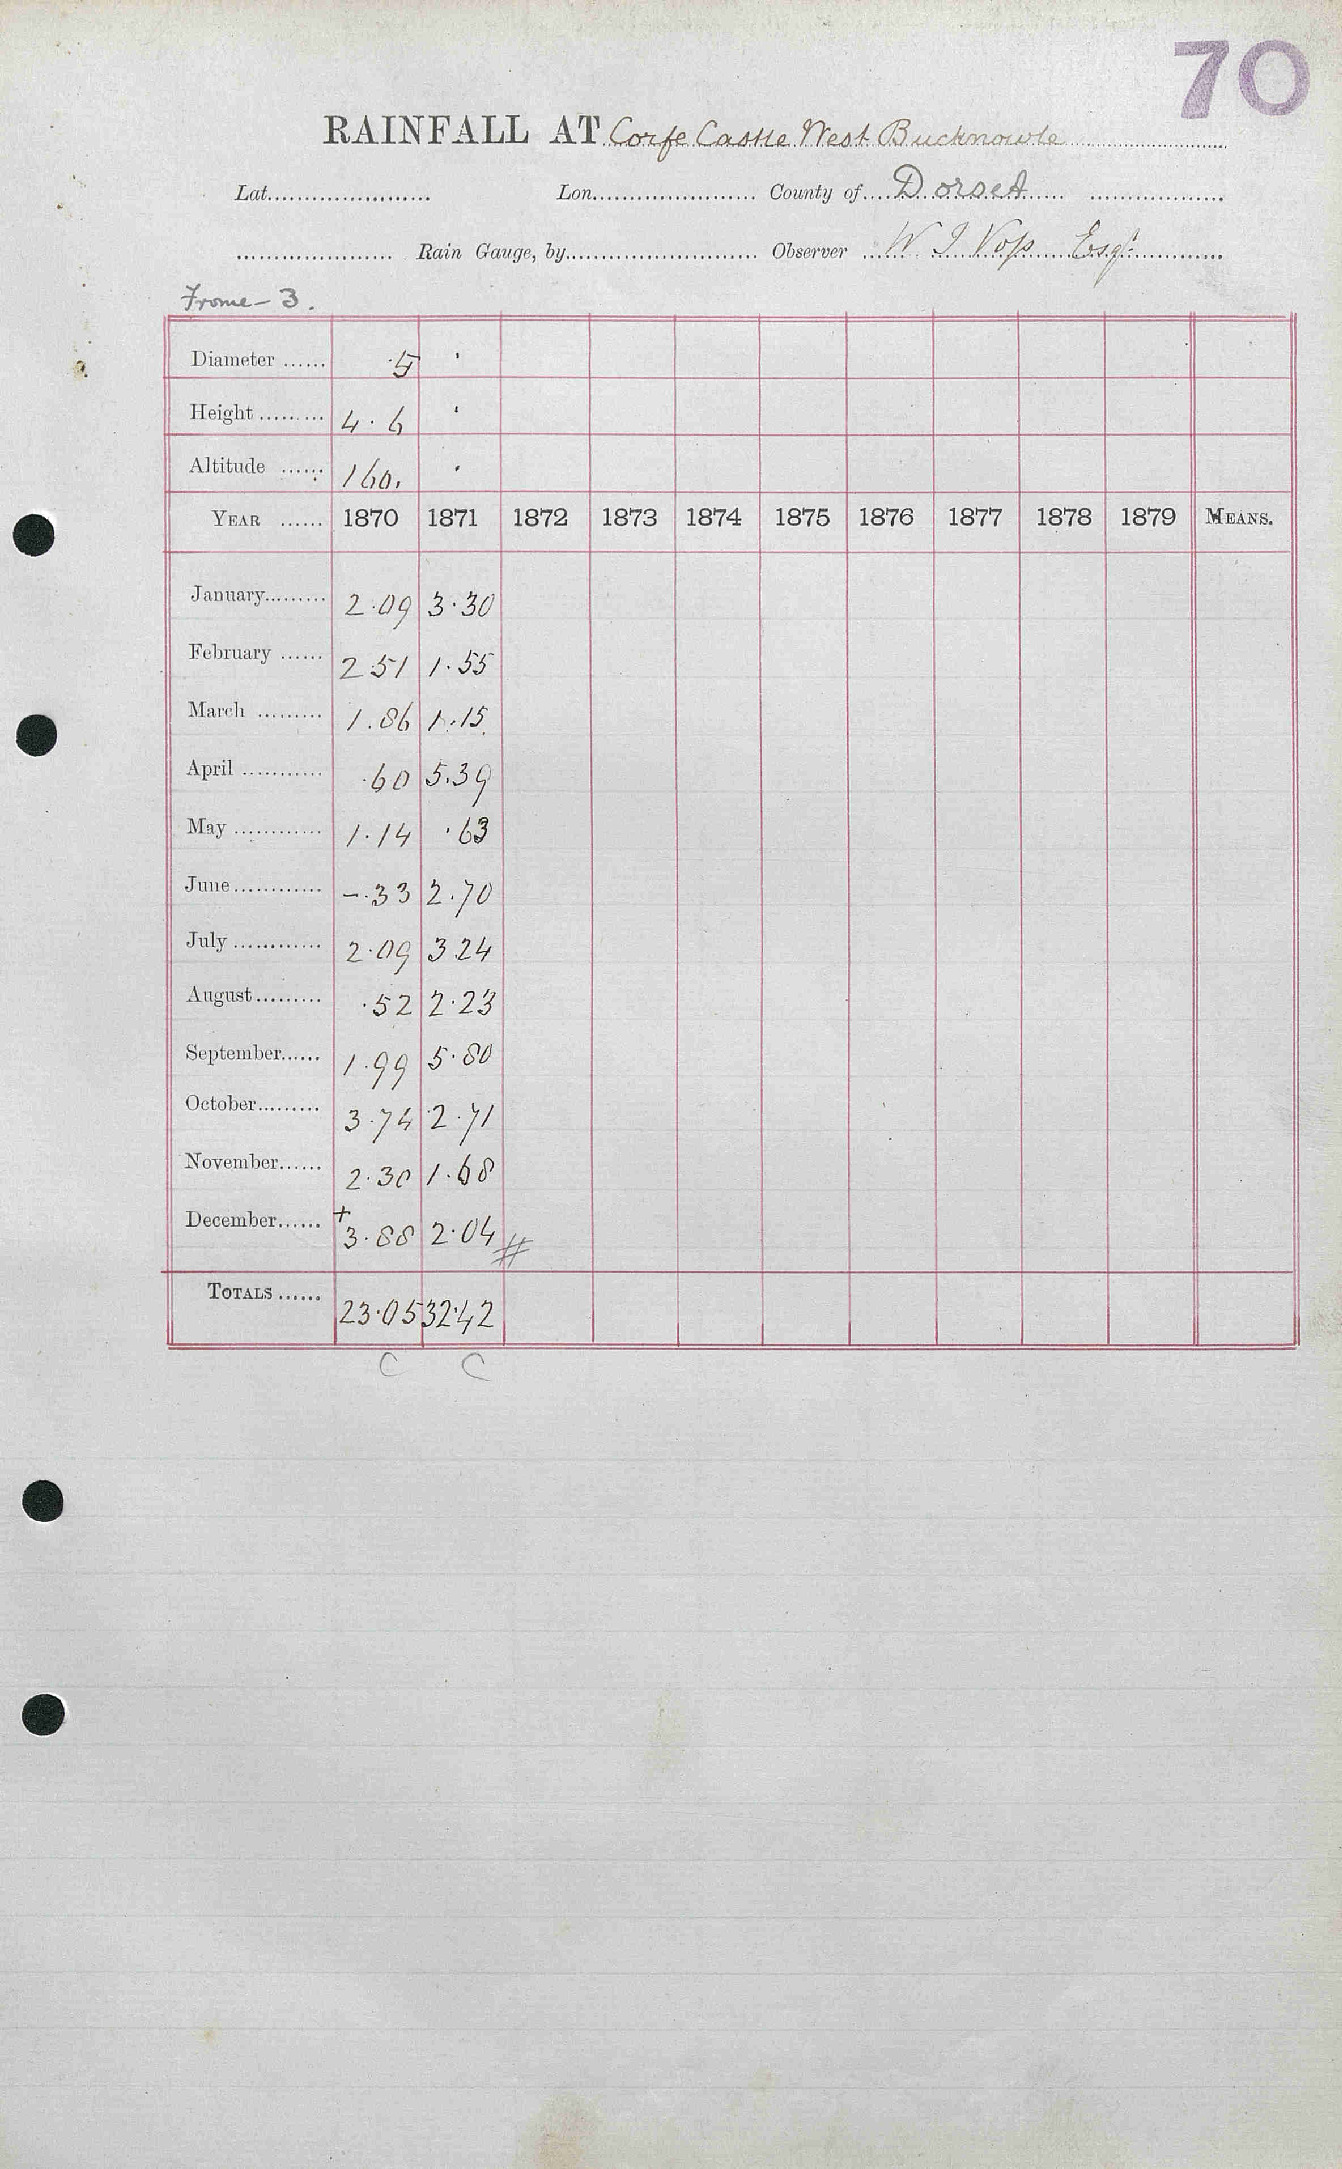 70
RAINFALL AT Corfe Castle West Bucknowle
Lat. Lon. County of Dorset
Rain Gauge, by Observer W J Voss Esqr
Frome - 3.
Diameter 5 '
Height 4.6 '
Altitude 160. '
YEAR 1870 1871 1872 1873 1874 1875 1876 1877 1878 1879 MEANS.
January 2.09 3.30
February 2 51 1.55
March 1.86 1.15
April .60 5.39
May 1.14 .63
June -.33 2.70
July 2.09 3 24
August .52 2.23
September 1.99 5.80
October 3.74 2.71
November 2.30 1.68
December + 3.88 2.04 #
TOTALS 23.05 32.42
C C